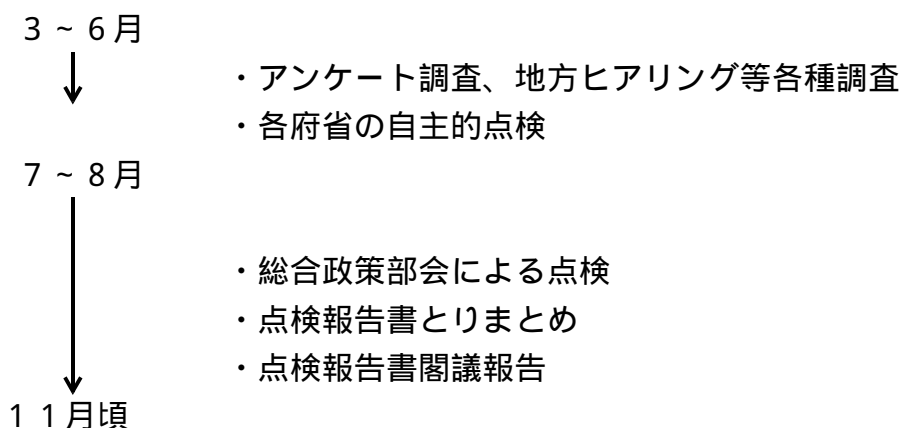 ３～６月
・アンケート調査、地方ヒアリング等各種調査
・各府省の自主的点検
７～８月
・総合政策部会による点検
・点検報告書とりまとめ
・点検報告書閣議報告
１１月頃